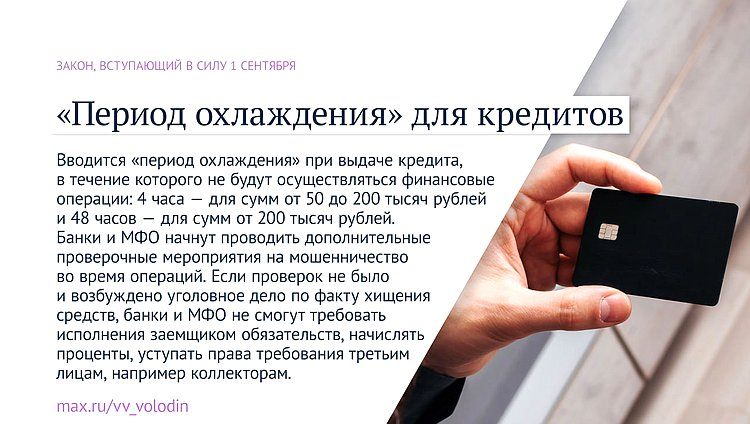 ЗАКОН, ВСТУПАЮЩИЙ В СИЛУ 1 СЕНТЯБРЯ
«Период охлаждения» для кредитов
Вводится «период охлаждения» при выдаче кредита,
в течение которого не будут осуществляться финансовые
операции: 4 часа — для сумм от 50 до 200 тысяч рублей
и 48 часов — для сумм от 200 тысяч рублей.
Банки и МФО начнут проводить дополнительные
проверочные мероприятия на мошенничество
во время операций. Если проверок не было
и возбуждено уголовное дело по факту хищения
средств, банки и МФО не смогут требовать
исполнения заемщиком обязательств, начислять
проценты, уступать права требования третьим
лицам, например коллекторам.
max.ru/vv_volodin